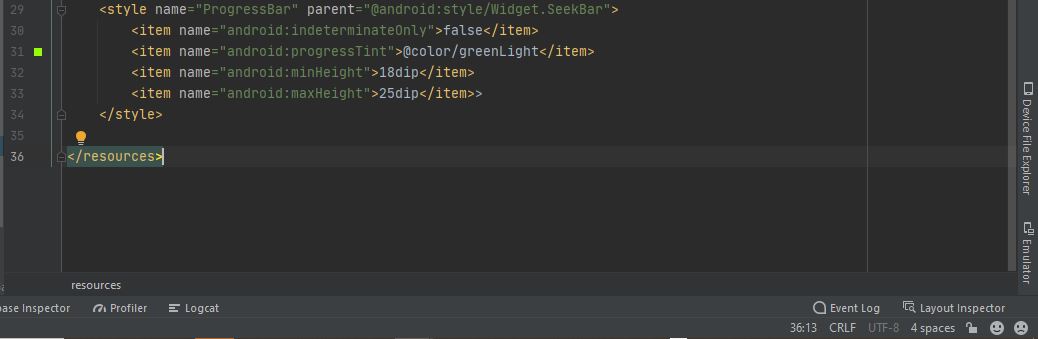 29 <style name="ProgressBar" parent="@android:style/Widget.SeekBar">
30 <item name="android:indeterminateOnly">false</item>
31 <item name="android:progressTint">@color/greenLight</item>
32 <item name="android:minHeight">18dip</item>
33 <item name="android:maxHeight">25dip</item>>
34 </style>
35
36 </resources>
Device File Explorer
Emulator
resources
ase Inspector Profiler Logcat Event Log Layout Inspector
36:13 CRLF UTF-8 4 spaces